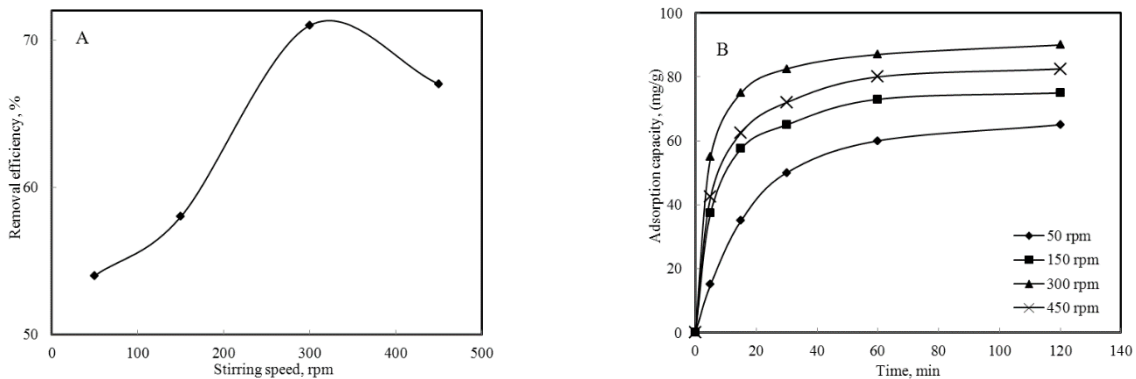 A
Removal efficiency, %
70
60
50
0
100
200
300
400
500
Stirring speed, rpm
B
Adsorption capacity, (mg/g)
100
80
60
40
20
0
0
20
40
60
80
100
120
140
Time, min
50 rpm
150 rpm
300 rpm
450 rpm